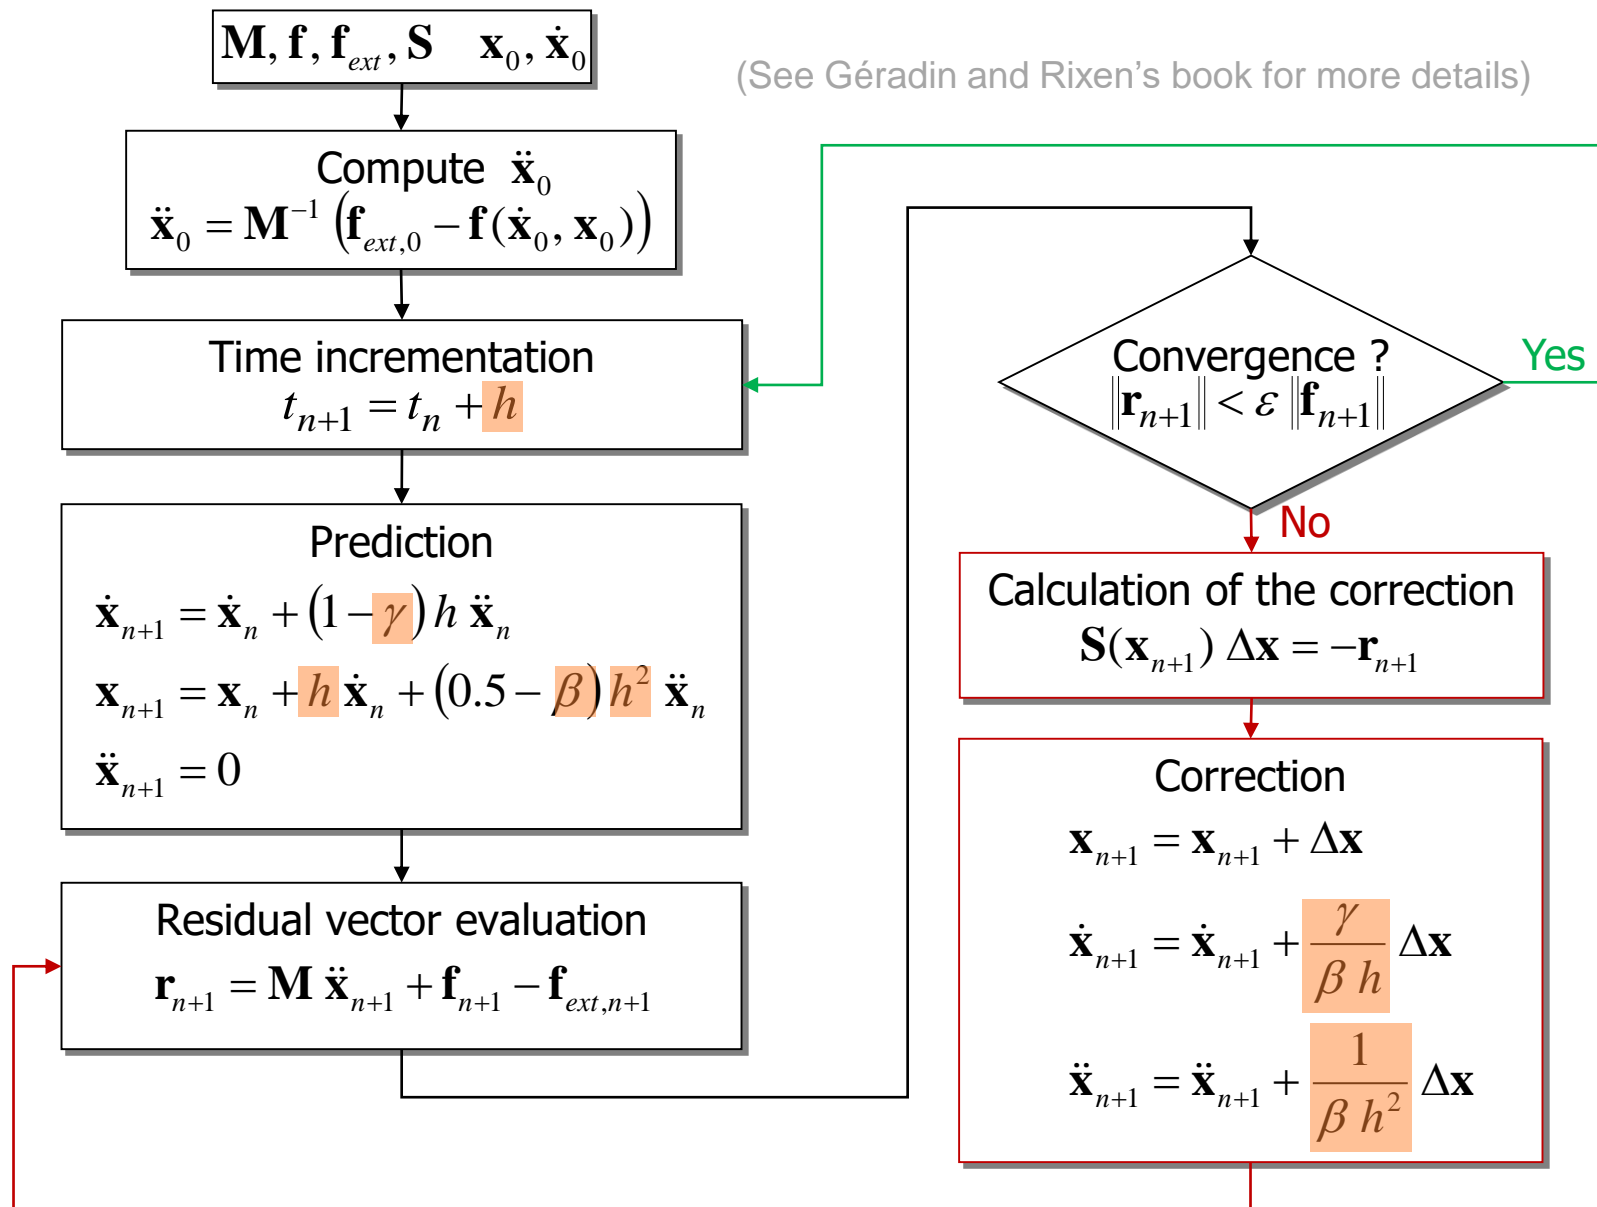 M, f, f_ext, S x_0, ẋ_0
(See Géradin and Rixen's book for more details)
Compute ẍ_0
ẍ_0 = M^−1 (f_ext,0 − f(ẋ_0, x_0))
Time incrementation
t_n+1 = t_n + h
Prediction
ẋ_n+1 = ẋ_n + (1−γ) h ẍ_n
x_n+1 = x_n + h ẋ_n + (0.5 − β) h^2 ẍ_n
ẍ_n+1 = 0
Residual vector evaluation
r_n+1 = M ẍ_n+1 + f_n+1 − f_ext,n+1
Convergence ?
‖r_n+1‖ < ε ‖f_n+1‖
Yes
No
Calculation of the correction
S(x_n+1) Δx = −r_n+1
Correction
x_n+1 = x_n+1 + Δx
ẋ_n+1 = ẋ_n+1 + γ/(β h) Δx
ẍ_n+1 = ẍ_n+1 + 1/(β h^2) Δx